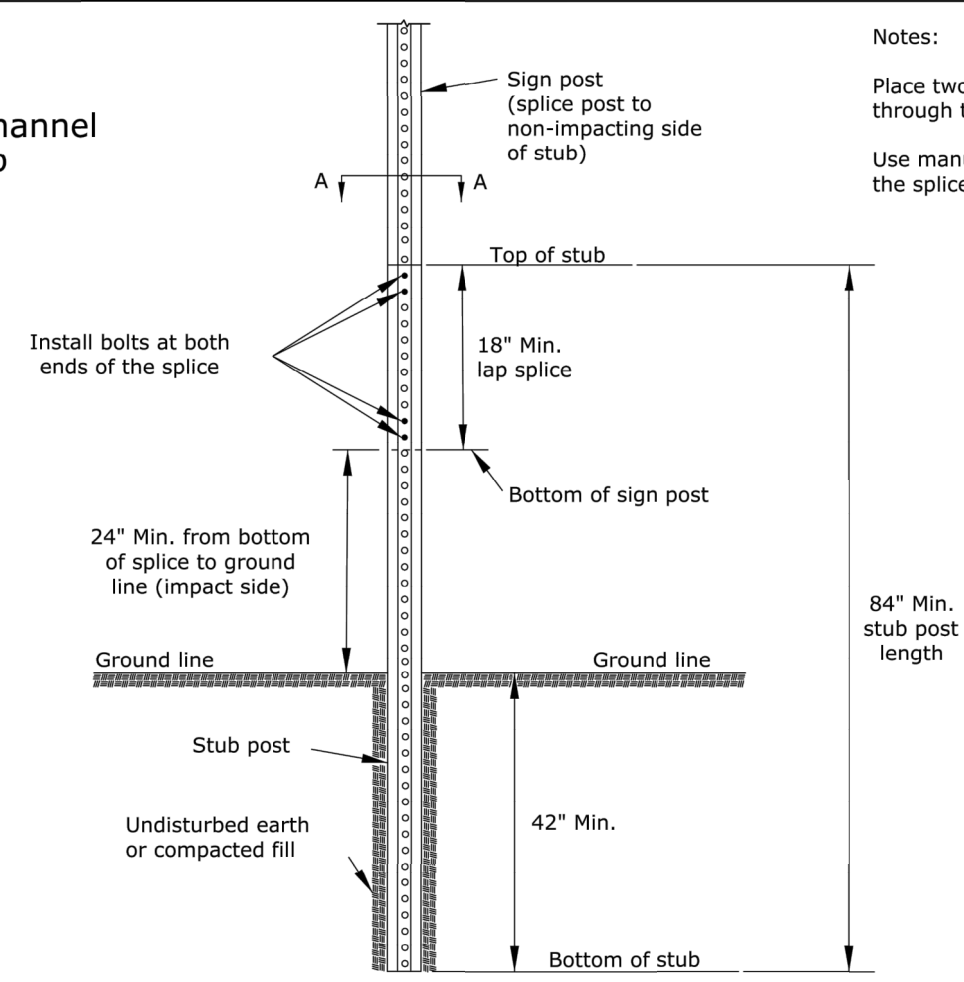 Notes:
Place two
through t
hannel
Use man
the splice
Sign post
(splice post to
non-impacting side
of stub)
A
A
Top of stub
Install bolts at both
ends of the splice
18" Min.
lap splice
Bottom of sign post
24" Min. from bottom
of splice to ground
line (impact side)
84" Min.
stub post
length
Ground line
Ground line
Stub post
42" Min.
Undisturbed earth
or compacted fill
Bottom of stub